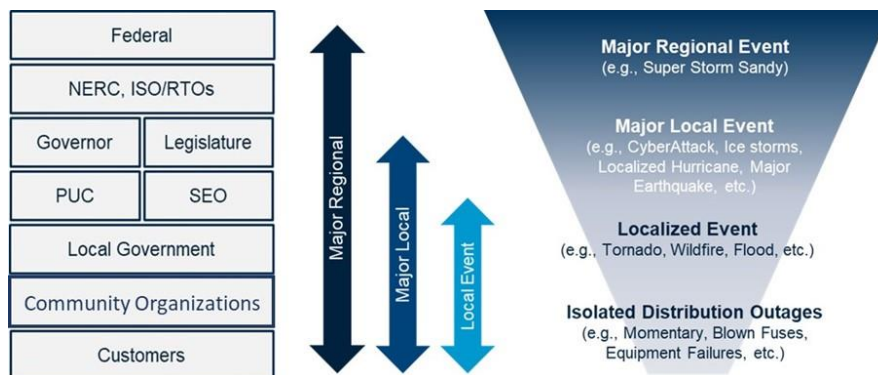 Federal
NERC, ISO/RTOs
Governor
Legislature
PUC
SEO
Local Government
Community Organizations
Customers
Major Regional
Major Local
Local Event
Major Regional Event
(e.g., Super Storm Sandy)
Major Local Event
(e.g., CyberAttack, Ice storms,
Localized Hurricane, Major
Earthquake, etc.)
Localized Event
(e.g., Tornado, Wildfire, Flood, etc.)
Isolated Distribution Outages
(e.g., Momentary, Blown Fuses,
Equipment Failures, etc.)